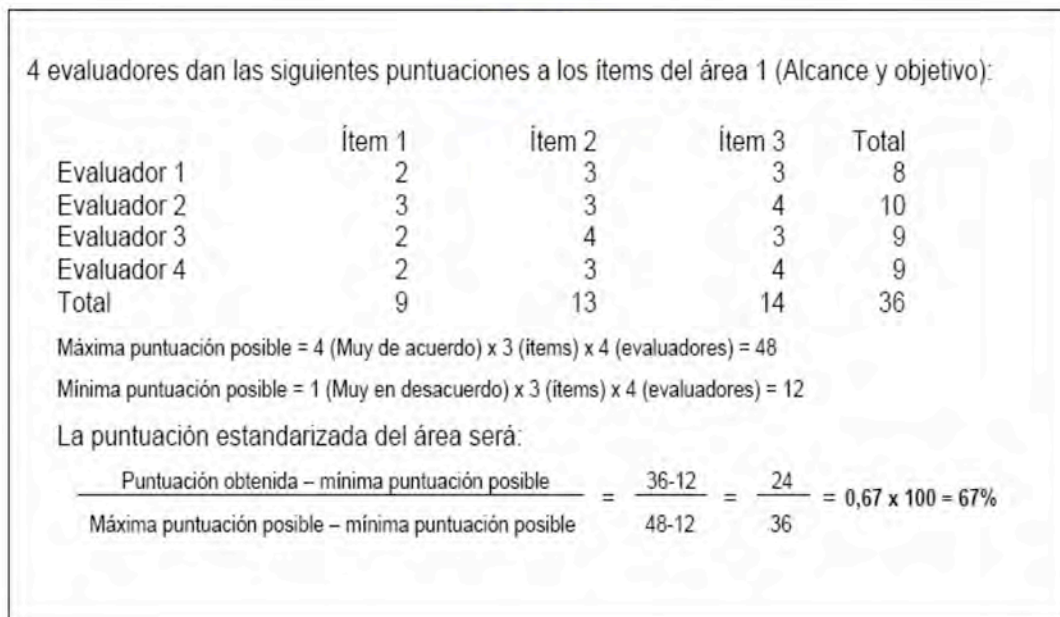 4 evaluadores dan las siguientes puntuaciones a los ítems del área 1 (Alcance y objetivo):
Ítem 1 Ítem 2 Ítem 3 Total
Evaluador 1 2 3 3 8
Evaluador 2 3 3 4 10
Evaluador 3 2 4 3 9
Evaluador 4 2 3 4 9
Total 9 13 14 36
Máxima puntuación posible = 4 (Muy de acuerdo) x 3 (ítems) x 4 (evaluadores) = 48
Mínima puntuación posible = 1 (Muy en desacuerdo) x 3 (ítems) x 4 (evaluadores) = 12
La puntuación estandarizada del área será:
Puntuación obtenida – mínima puntuación posible 36-12 24
= = = 0,67 x 100 = 67%
Máxima puntuación posible – mínima puntuación posible 48-12 36